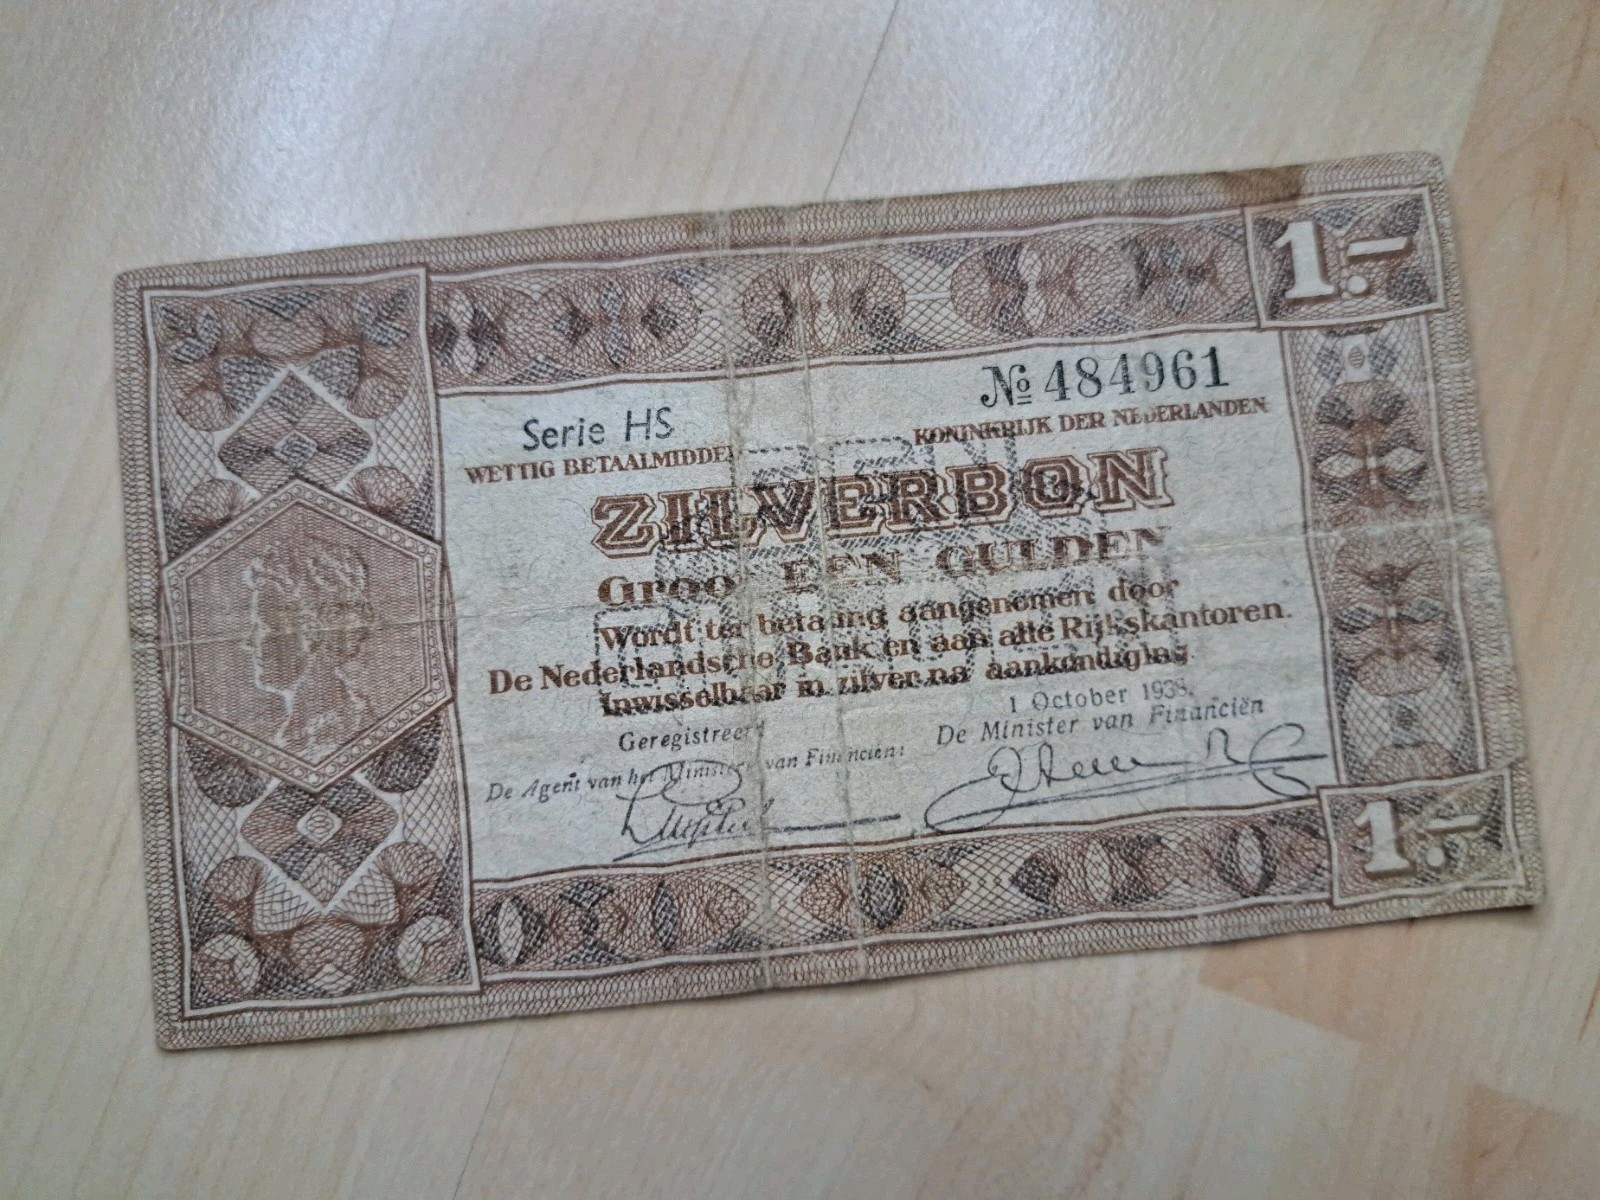 1.-
Serie HS
№ 484961
WETTIG BETAALMIDDEL
KONINKRIJK DER NEDERLANDEN
ZILVERBON
Groot EEN GULDEN
Wordt ter betaling aangenomen door
De Nederlandsche Bank en aan alle Rijkskantoren.
Inwisselbaar in zilver na aankondiging.
1 October 1938.
Geregistreerd
De Minister van Financiën
De Agent van het Ministerie van Financiën:
1.-